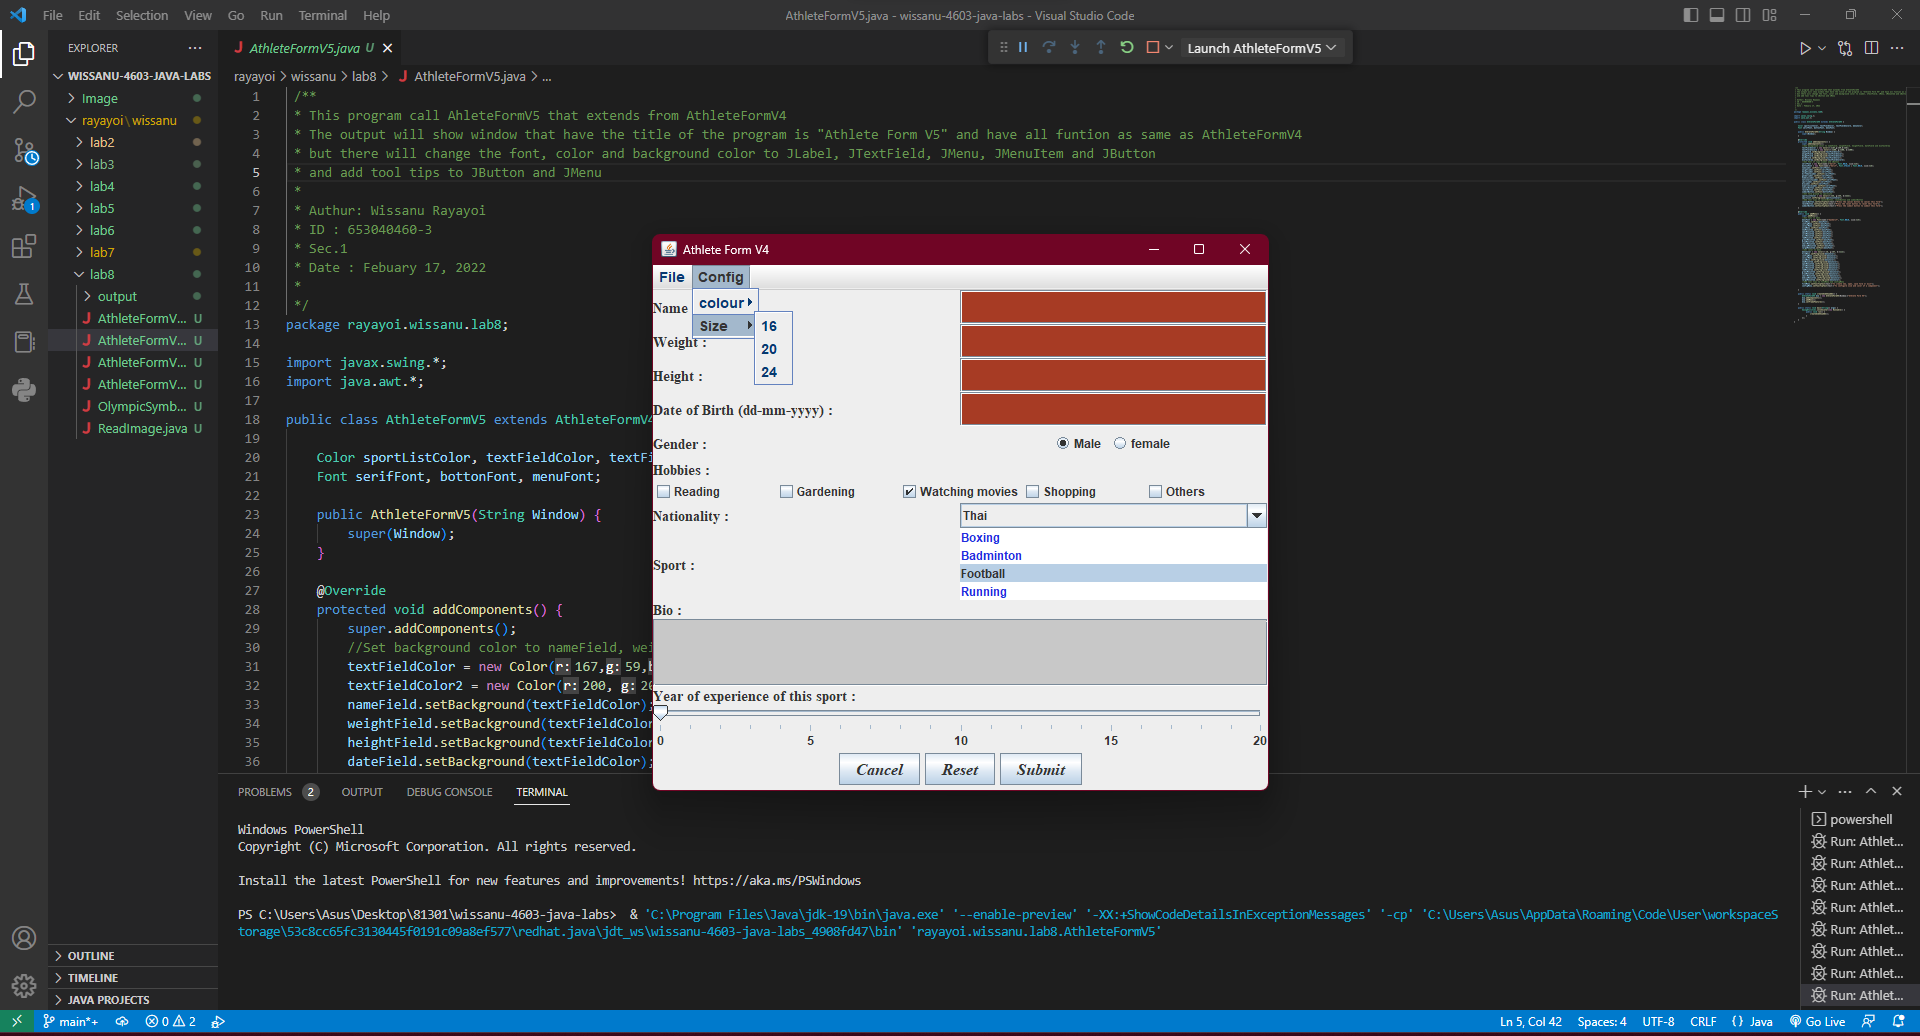 File Edit Selection View Go Run Terminal Help
AthleteFormV5.java - wissanu-4603-java-labs - Visual Studio Code
EXPLORER
WISSANU-4603-JAVA-LABS
Image
rayayoi\wissanu
lab2
lab3
lab4
lab5
lab6
lab7
lab8
output
AthleteFormV... U
AthleteFormV... U
AthleteFormV... U
AthleteFormV... U
OlympicSymb... U
ReadImage.java U
OUTLINE
TIMELINE
JAVA PROJECTS
1
AthleteFormV5.java U
Launch AthleteFormV5
rayayoi > wissanu > lab8 > AthleteFormV5.java > ...
1 /**
2 * This program call AhleteFormV5 that extends from AthleteFormV4
3 * The output will show window that have the title of the program is "Athlete Form V5" and have all funtion as same as AthleteFormV4
4 * but there will change the font, color and background color to JLabel, JTextField, JMenu, JMenuItem and JButton
5 * and add tool tips to JButton and JMenu
6 *
7 * Authur: Wissanu Rayayoi
8 * ID : 653040460-3
9 * Sec.1
10 * Date : Febuary 17, 2022
11 *
12 */
13 package rayayoi.wissanu.lab8;
14
15 import javax.swing.*;
16 import java.awt.*;
17
18 public class AthleteFormV5 extends AthleteFormV4
19
20 Color sportListColor, textFieldColor, textFi
21 Font serifFont, bottonFont, menuFont;
22
23 public AthleteFormV5(String Window) {
24 super(Window);
25 }
26
27 @Override
28 protected void addComponents() {
29 super.addComponents();
30 //Set background color to nameField, wei
31 textFieldColor = new Color(r: 167,g: 59,b
32 textFieldColor2 = new Color(r: 200, g: 20
33 nameField.setBackground(textFieldColor);
34 weightField.setBackground(textFieldColor
35 heightField.setBackground(textFieldColor
36 dateField.setBackground(textFieldColor);
Athlete Form V4
File Config
colour
Size
16
20
24
Name
Weight :
Height :
Date of Birth (dd-mm-yyyy) :
Gender : Male female
Hobbies :
Reading Gardening Watching movies Shopping Others
Nationality : Thai
Sport :
Boxing
Badminton
Football
Running
Bio :
Year of experience of this sport :
0 5 10 15 20
Cancel Reset Submit
PROBLEMS 2 OUTPUT DEBUG CONSOLE TERMINAL
Windows PowerShell
Copyright (C) Microsoft Corporation. All rights reserved.
Install the latest PowerShell for new features and improvements! https://aka.ms/PSWindows
PS C:\Users\Asus\Desktop\81301\wissanu-4603-java-labs> & 'C:\Program Files\Java\jdk-19\bin\java.exe' '--enable-preview' '-XX:+ShowCodeDetailsInExceptionMessages' '-cp' 'C:\Users\Asus\AppData\Roaming\Code\User\workspaceS
torage\53c8cc65fc3130445f0191c09a8ef577\redhat.java\jdt_ws\wissanu-4603-java-labs_4908fd47\bin' 'rayayoi.wissanu.lab8.AthleteFormV5'
powershell
Run: Athlet...
Run: Athlet...
Run: Athlet...
Run: Athlet...
Run: Athlet...
Run: Athlet...
Run: Athlet...
Run: Athlet...
main*+ 0 2
Ln 5, Col 42 Spaces: 4 UTF-8 CRLF {} Java Go Live